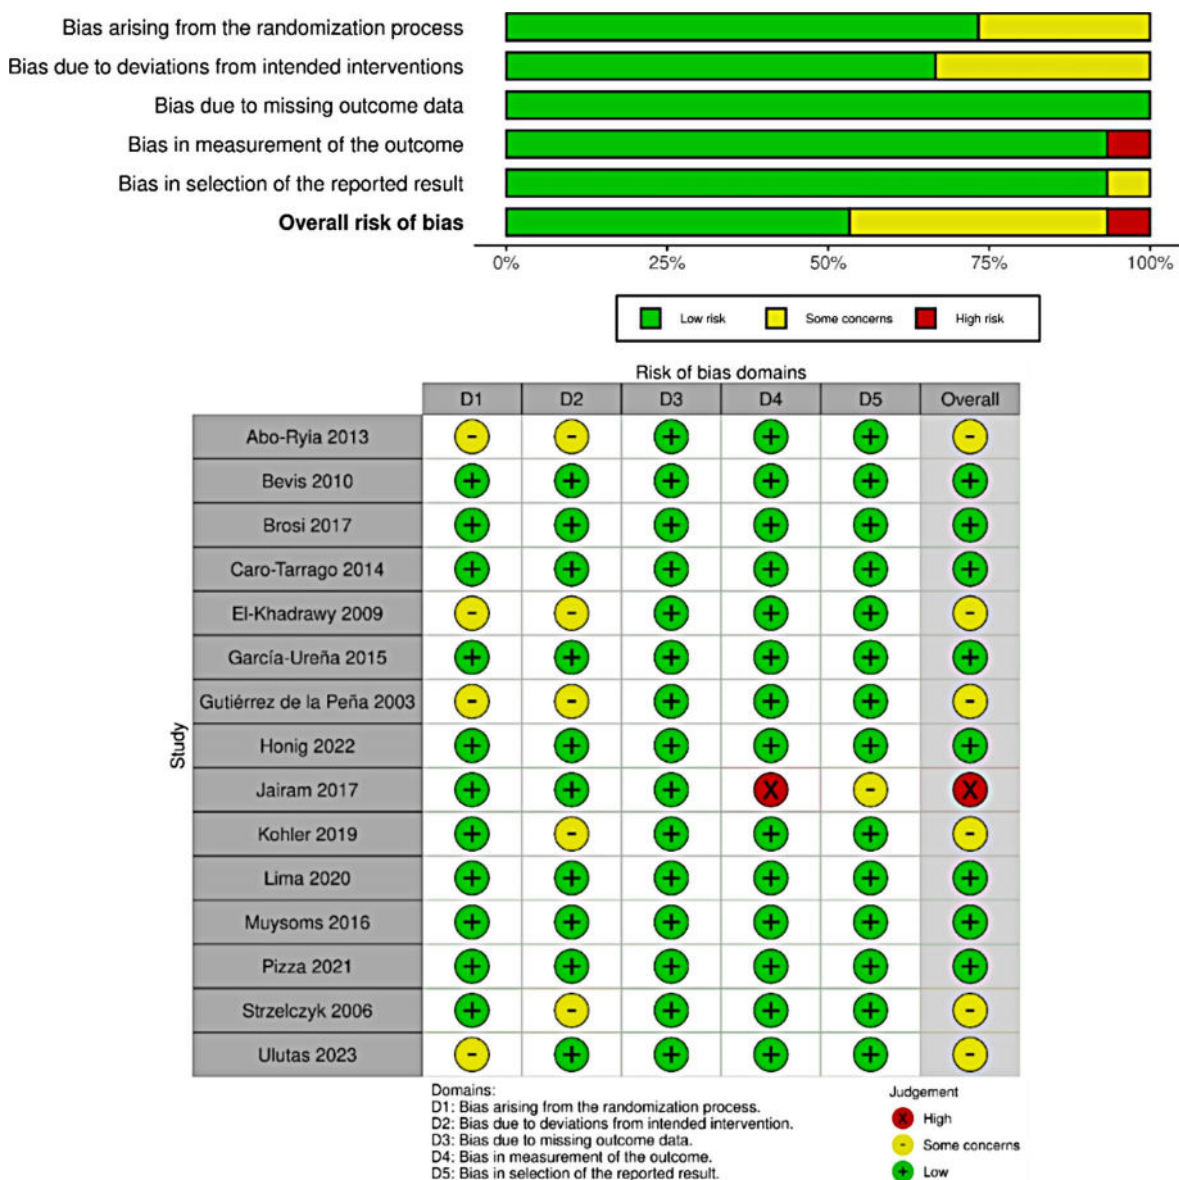 Bias arising from the randomization process
Bias due to deviations from intended interventions
Bias due to missing outcome data
Bias in measurement of the outcome
Bias in selection of the reported result
Overall risk of bias
0% 25% 50% 75% 100%
Low risk Some concerns High risk
Risk of bias domains
D1 D2 D3 D4 D5 Overall
Study
Abo-Ryia 2013 - - + + + -
Bevis 2010 + + + + + +
Brosi 2017 + + + + + +
Caro-Tarrago 2014 + + + + + +
El-Khadrawy 2009 - - + + + -
García-Ureña 2015 + + + + + +
Gutiérrez de la Peña 2003 - - + + + -
Honig 2022 + + + + + +
Jairam 2017 + + + X - X
Kohler 2019 + - + + + -
Lima 2020 + + + + + +
Muysoms 2016 + + + + + +
Pizza 2021 + + + + + +
Strzelczyk 2006 + - + + + -
Ulutas 2023 - + + + + -
Domains:
D1: Bias arising from the randomization process.
D2: Bias due to deviations from intended intervention.
D3: Bias due to missing outcome data.
D4: Bias in measurement of the outcome.
D5: Bias in selection of the reported result.
Judgement
X High
- Some concerns
+ Low